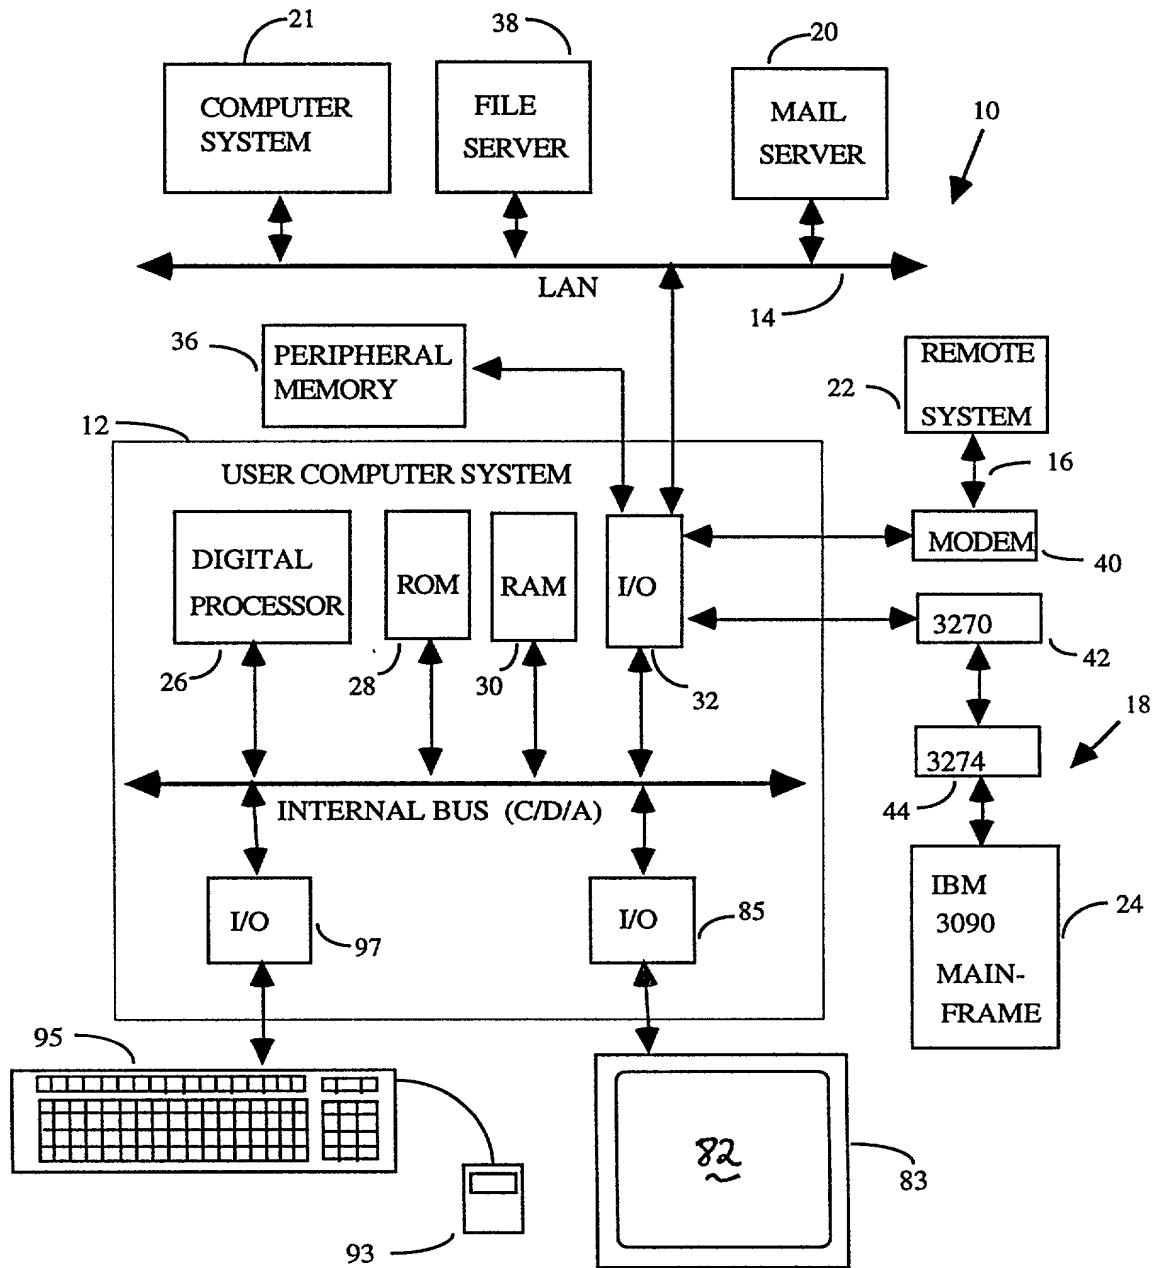 21
38
20
COMPUTER
SYSTEM
FILE
SERVER
MAIL
SERVER
10
LAN
14
36
PERIPHERAL
MEMORY
REMOTE
SYSTEM
22
12
USER COMPUTER SYSTEM
16
DIGITAL
PROCESSOR
ROM
RAM
I/O
MODEM
40
3270
42
26
28
30
32
18
3274
44
INTERNAL BUS (C/D/A)
I/O
97
I/O
85
IBM
3090
MAIN-
FRAME
24
95
82
83
93